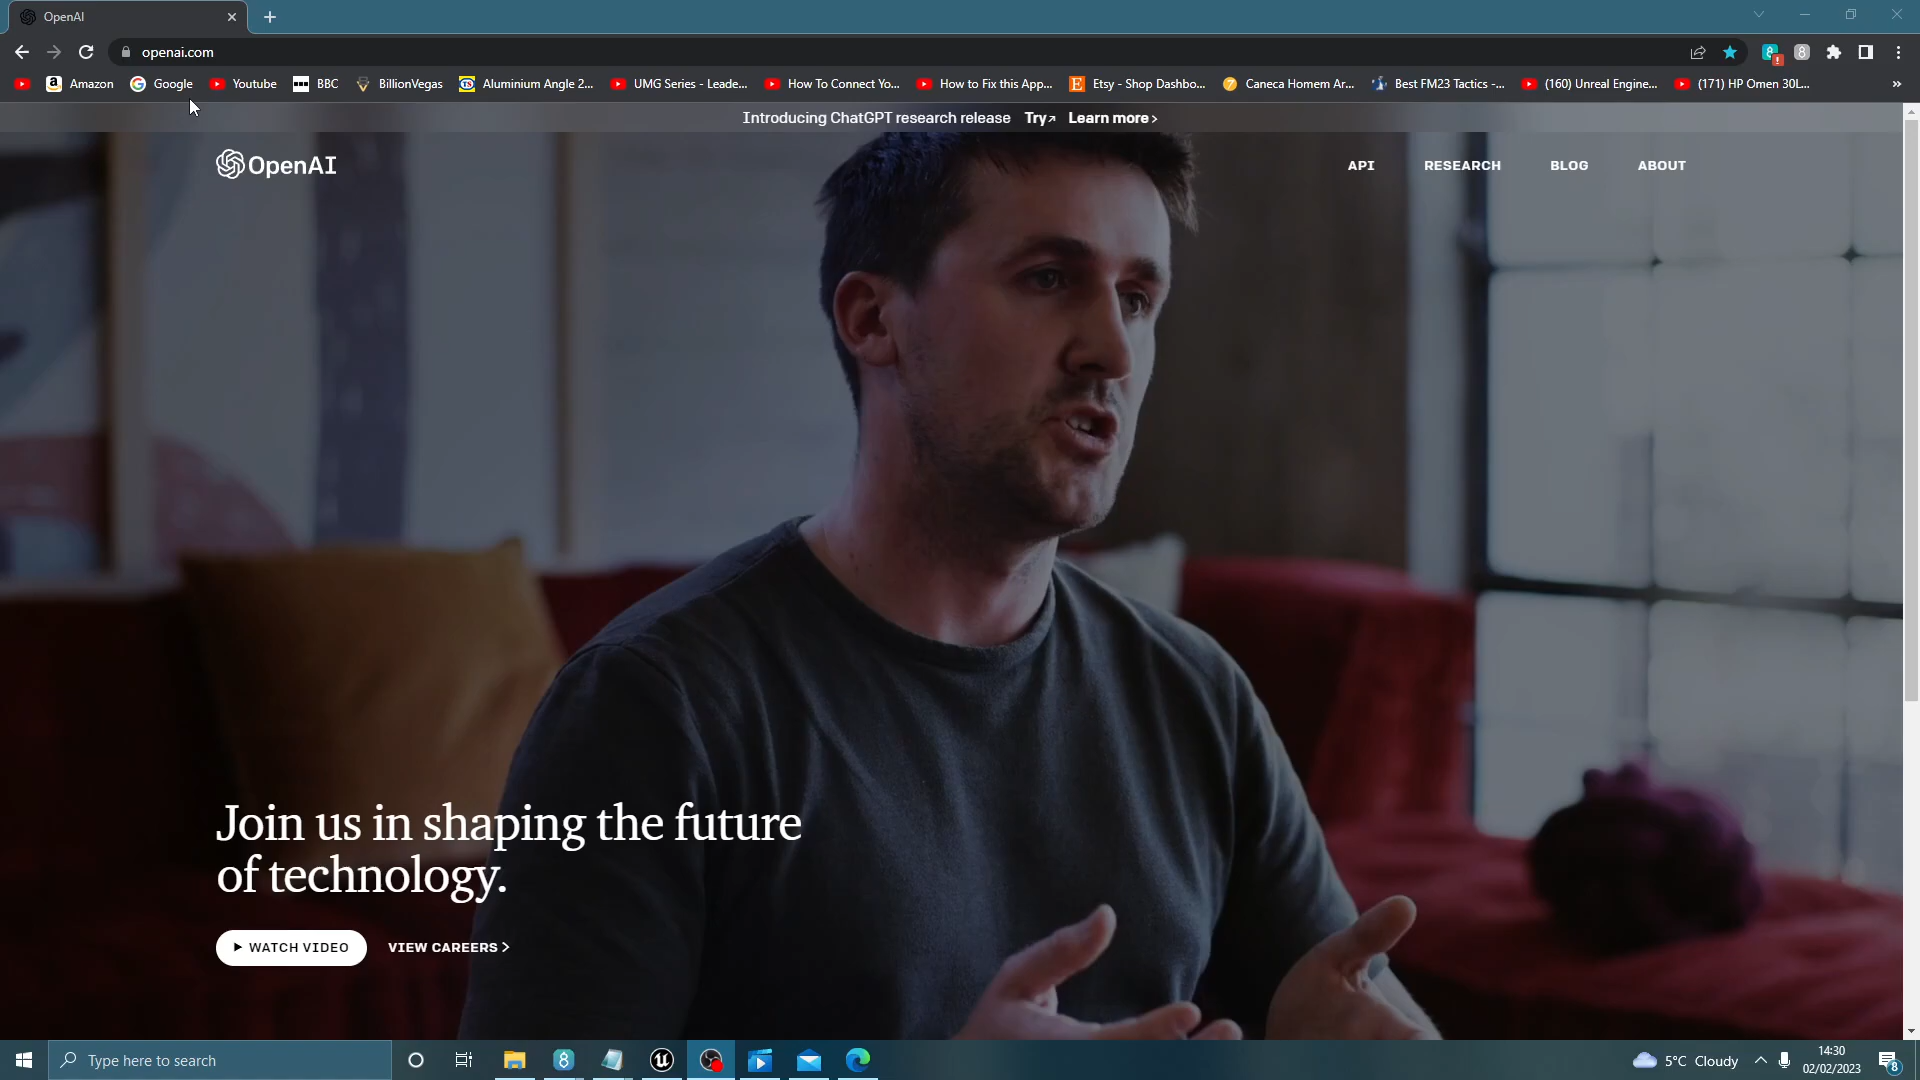 OpenAI
openai.com
Amazon
Google
Youtube
BBC
BillionVegas
Aluminium Angle 2...
UMG Series - Leade...
How To Connect Yo...
How to Fix this App...
Etsy - Shop Dashbo...
Caneca Homem Ar...
Best FM23 Tactics -...
(160) Unreal Engine...
(171) HP Omen 30L...
»
Introducing ChatGPT research release Try↗ Learn more ›
OpenAI
API
RESEARCH
BLOG
ABOUT
Join us in shaping the future
of technology.
WATCH VIDEO
VIEW CAREERS >
Type here to search
5°C Cloudy
14:30
02/02/2023
8